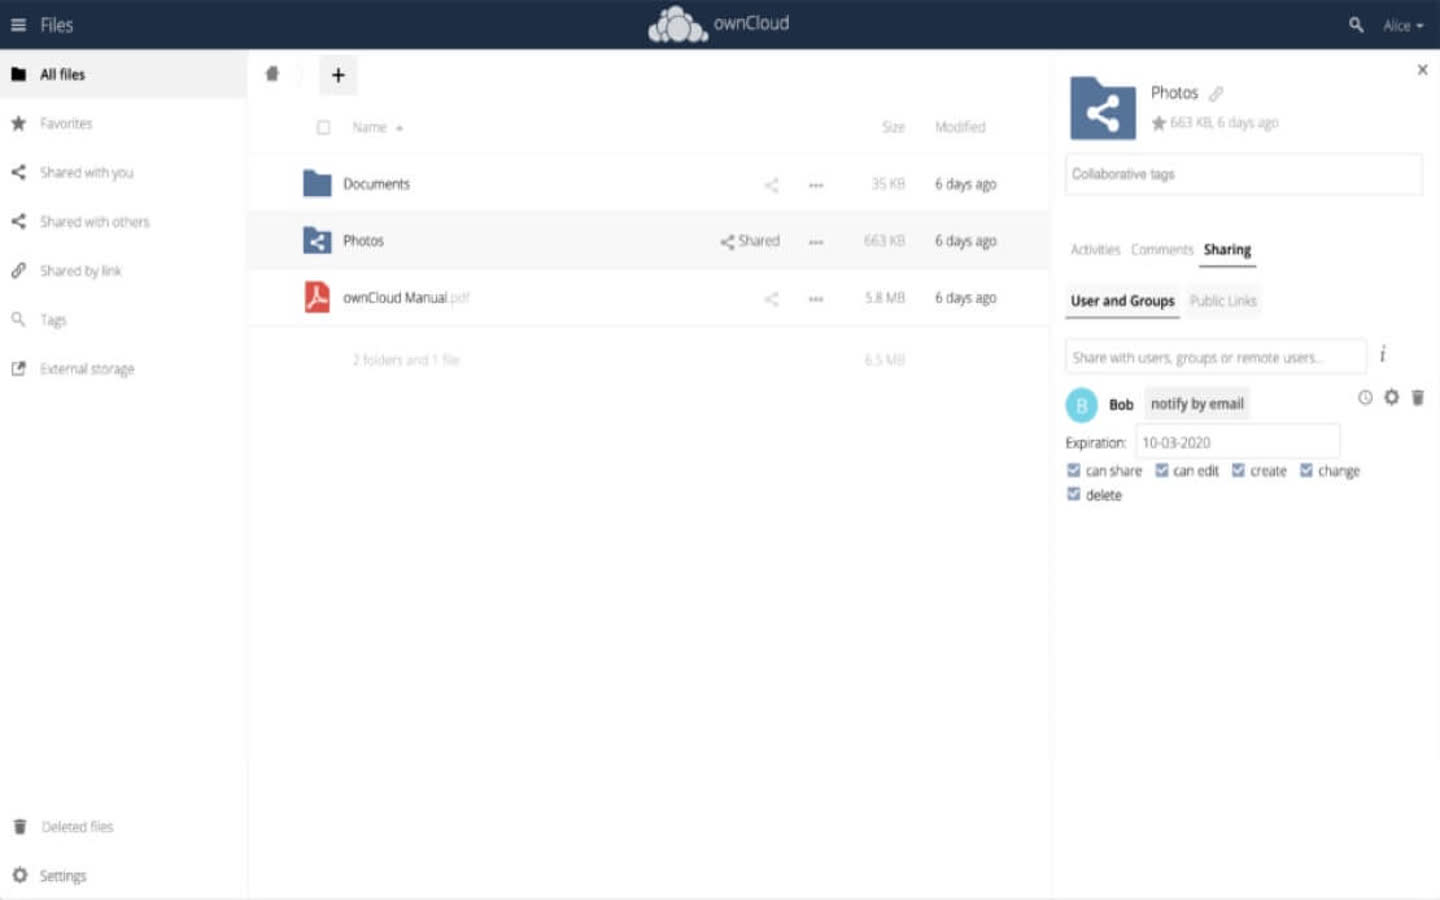 Files
ownCloud
Alice
All files
Favorites
Shared with you
Shared with others
Shared by link
Tags
External storage
Deleted files
Settings
Name Size Modified
Documents 35 KB 6 days ago
Photos Shared 663 KB 6 days ago
ownCloud Manual.pdf 5.8 MB 6 days ago
2 folders and 1 file 6.5 MB
Photos
663 KB, 6 days ago
Collaborative tags
Activities Comments Sharing
User and Groups Public Links
Share with users, groups or remote users... i
B Bob notify by email
Expiration: 10-03-2020
can share can edit create change
delete